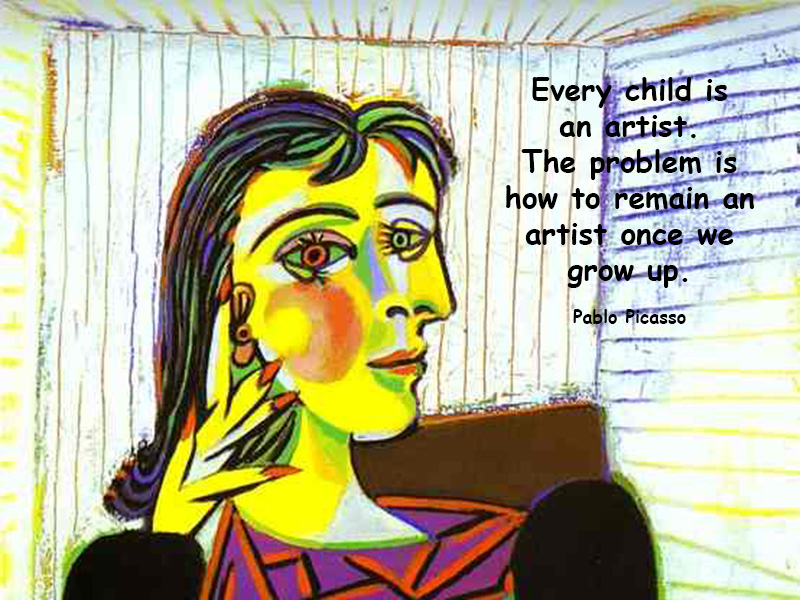 Every child is
an artist.
The problem is
how to remain an
artist once we
grow up.
Pablo Picasso